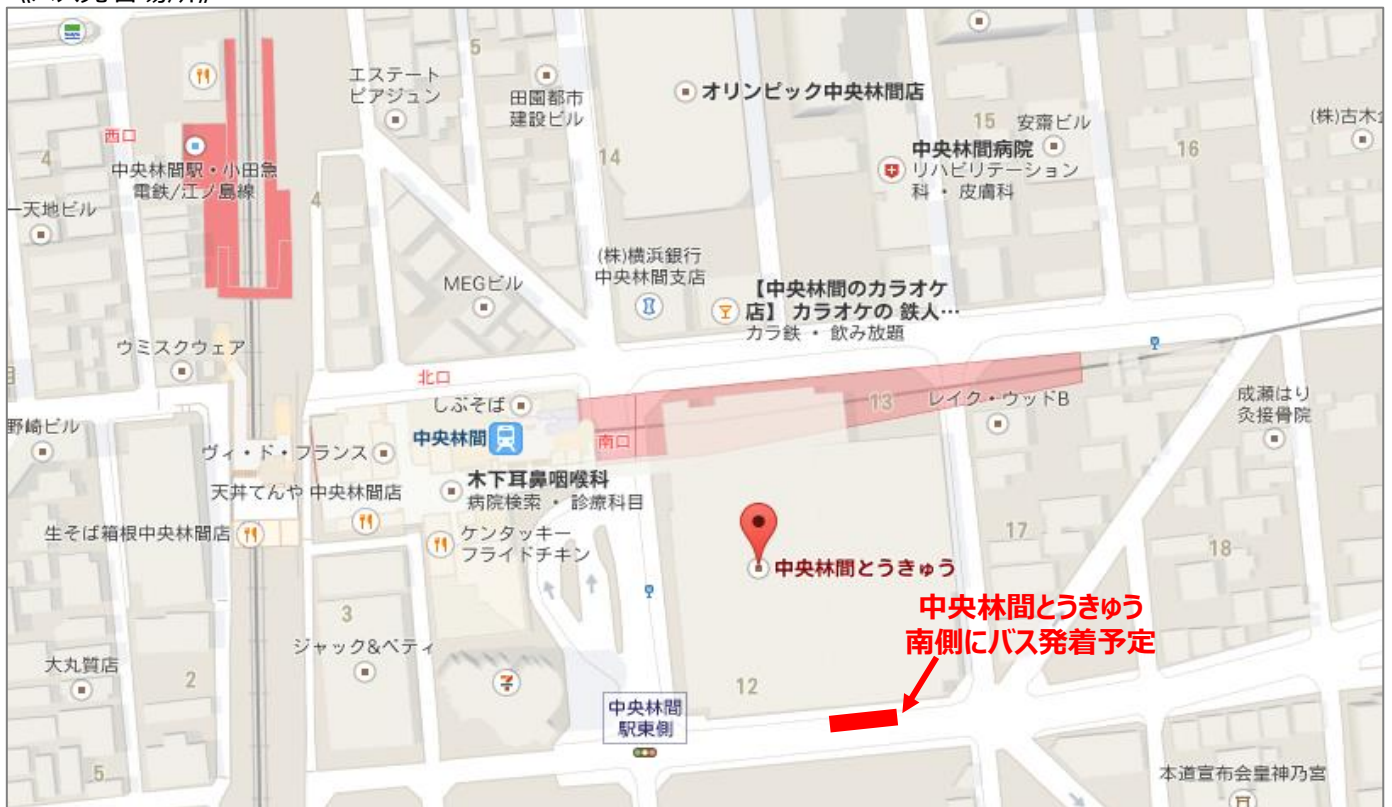 《バス発着場所》
5
エステート
ピアジュン
田園都市
建設ビル
オリンピック中央林間店
15
安齋ビル
(株)古木
西口
4
中央林間駅・小田急
電鉄/江ノ島線
14
中央林間病院
リハビリテーション
科・皮膚科
16
一天地ビル
4
(株)横浜銀行
中央林間支店
MEGビル
【中央林間のカラオケ
店】 カラオケの 鉄人…
カラ鉄・飲み放題
ウミスクウェア
北口
しぶそば
13
レイク・ウッドB
成瀬はり
灸接骨院
野崎ビル
中央林間
南口
ヴィ・ド・フランス
木下耳鼻咽喉科
病院検索・診療科目
天丼てんや 中央林間店
生そば箱根中央林間店
ケンタッキー
フライドチキン
17
18
中央林間とうきゅう
中央林間とうきゅう
南側にバス発着予定
3
ジャック&ベティ
大丸質店
2
12
中央林間
駅東側
5
本道宣布会皇神乃宮